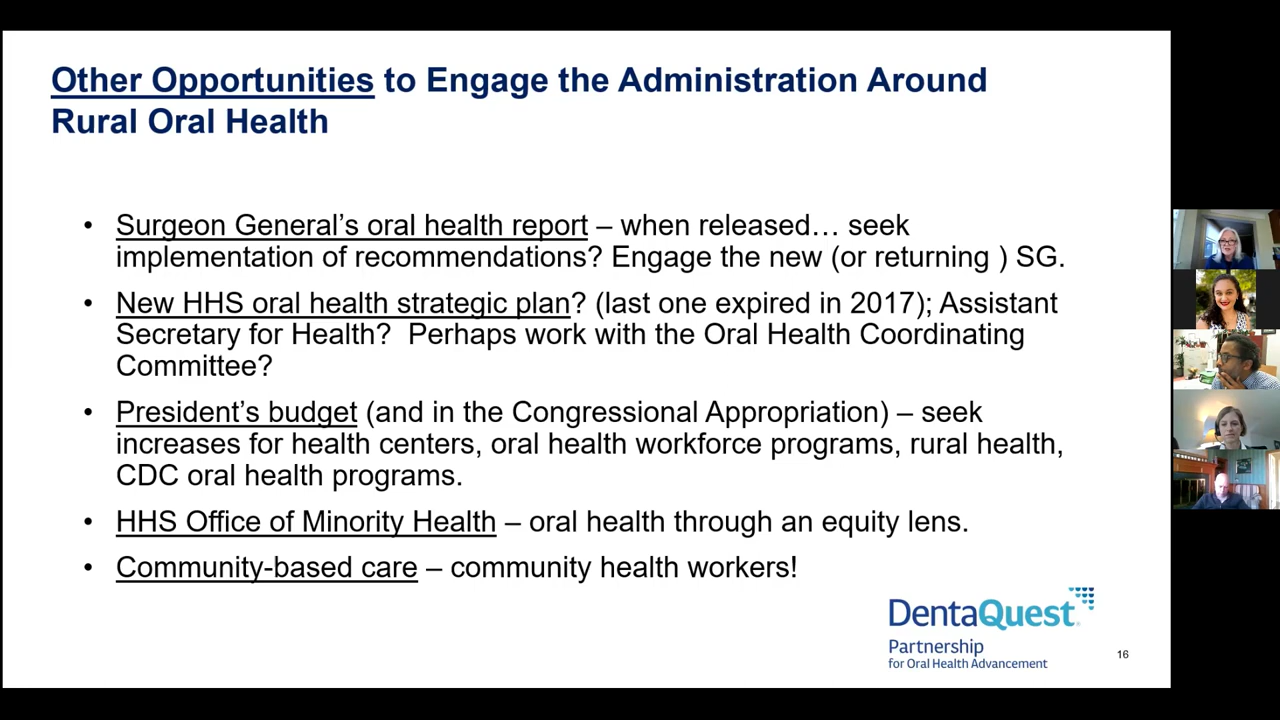 Other Opportunities to Engage the Administration Around
Rural Oral Health
• Surgeon General’s oral health report – when released… seek
implementation of recommendations? Engage the new (or returning ) SG.
• New HHS oral health strategic plan? (last one expired in 2017); Assistant
Secretary for Health?  Perhaps work with the Oral Health Coordinating
Committee?
• President’s budget (and in the Congressional Appropriation) – seek
increases for health centers, oral health workforce programs, rural health,
CDC oral health programs.
• HHS Office of Minority Health – oral health through an equity lens.
• Community-based care – community health workers!
DentaQuest
Partnership
for Oral Health Advancement
16